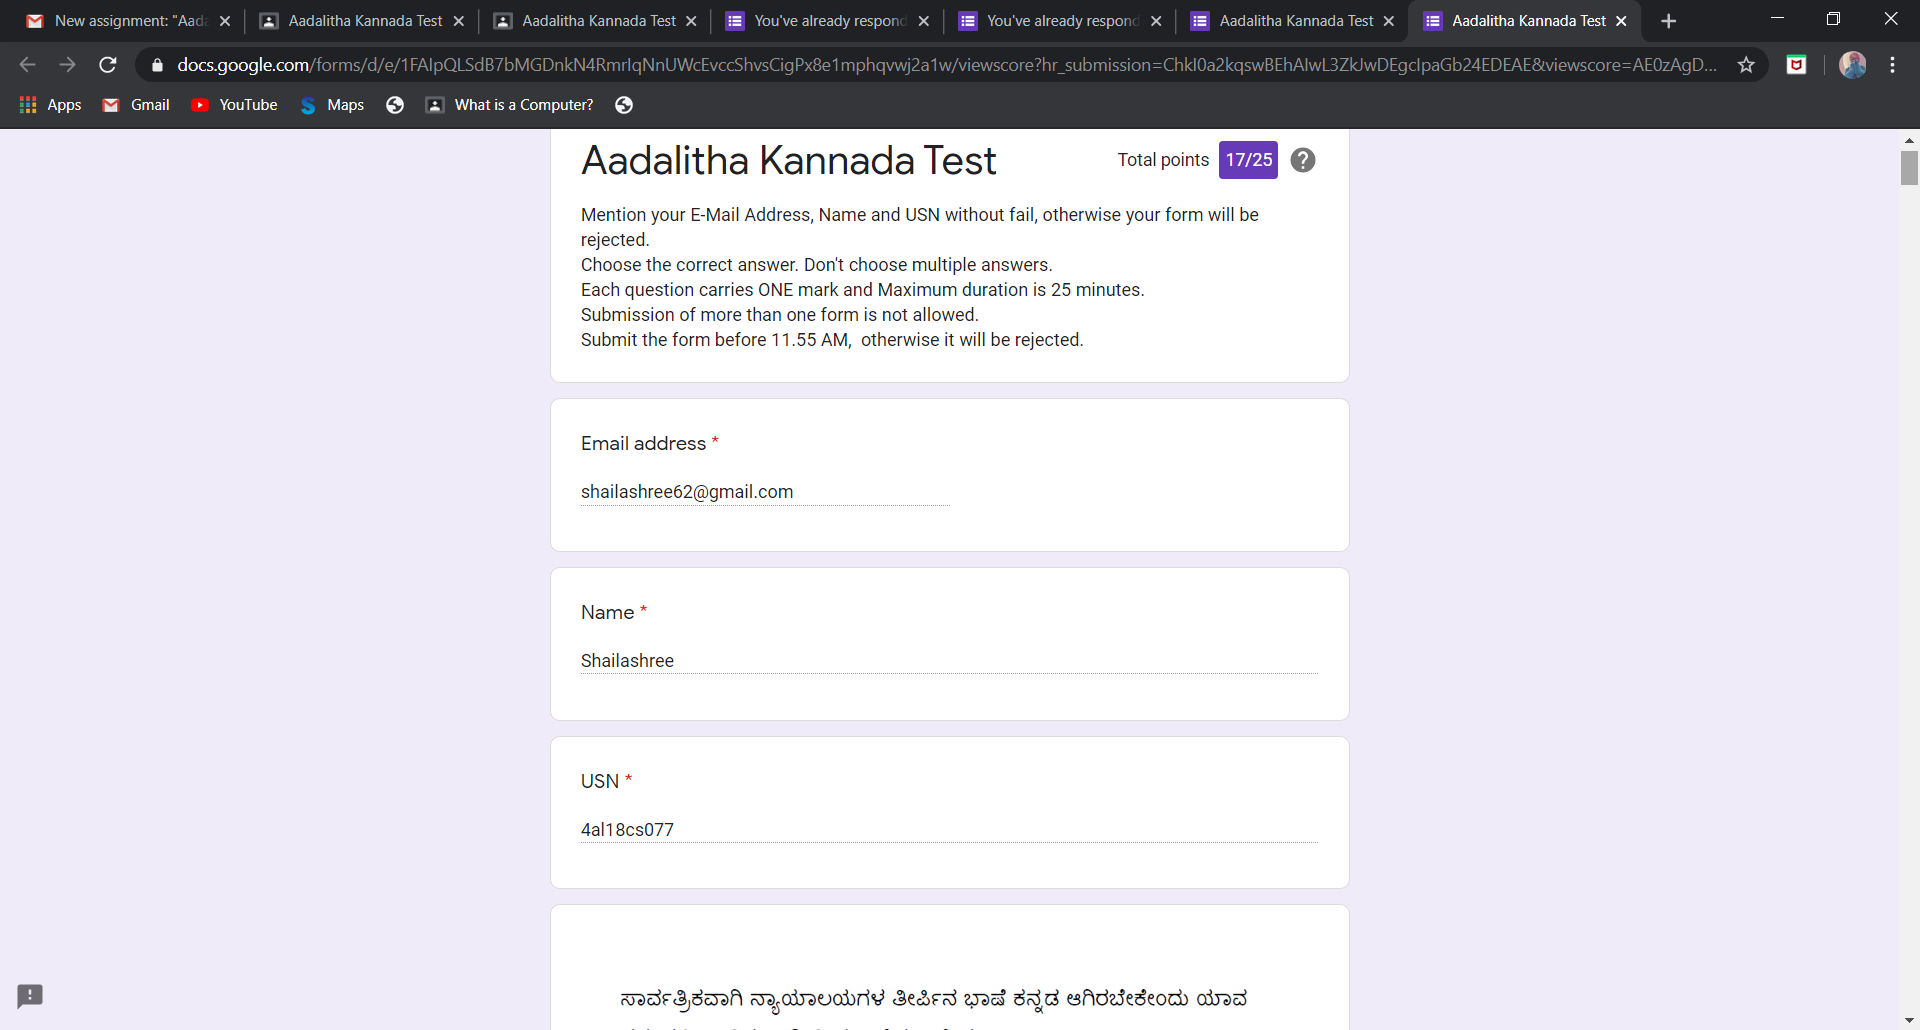 New assignment: "Aada
Aadalitha Kannada Test
Aadalitha Kannada Test
You've already respond
You've already respond
Aadalitha Kannada Test
Aadalitha Kannada Test
docs.google.com/forms/d/e/1FAIpQLSdB7bMGDnkN4RmrIqNnUWcEvccShvsCigPx8e1mphqvwj2a1w/viewscore?hr_submission=ChkI0a2kqswBEhAIwL3ZkJwDEgcIpaGb24EDEAE&viewscore=AE0zAgD...
Apps Gmail YouTube Maps What is a Computer?
Aadalitha Kannada Test
Total points 17/25
Mention your E-Mail Address, Name and USN without fail, otherwise your form will be
rejected.
Choose the correct answer. Don't choose multiple answers.
Each question carries ONE mark and Maximum duration is 25 minutes.
Submission of more than one form is not allowed.
Submit the form before 11.55 AM, otherwise it will be rejected.
Email address *
shailashree62@gmail.com
Name *
Shailashree
USN *
4al18cs077
ಸಾರ್ವತ್ರಿಕವಾಗಿ ನ್ಯಾಯಾಲಯಗಳ ತೀರ್ಪಿನ ಭಾಷೆ ಕನ್ನಡ ಆಗಿರಬೇಕೇಂದು ಯಾವ